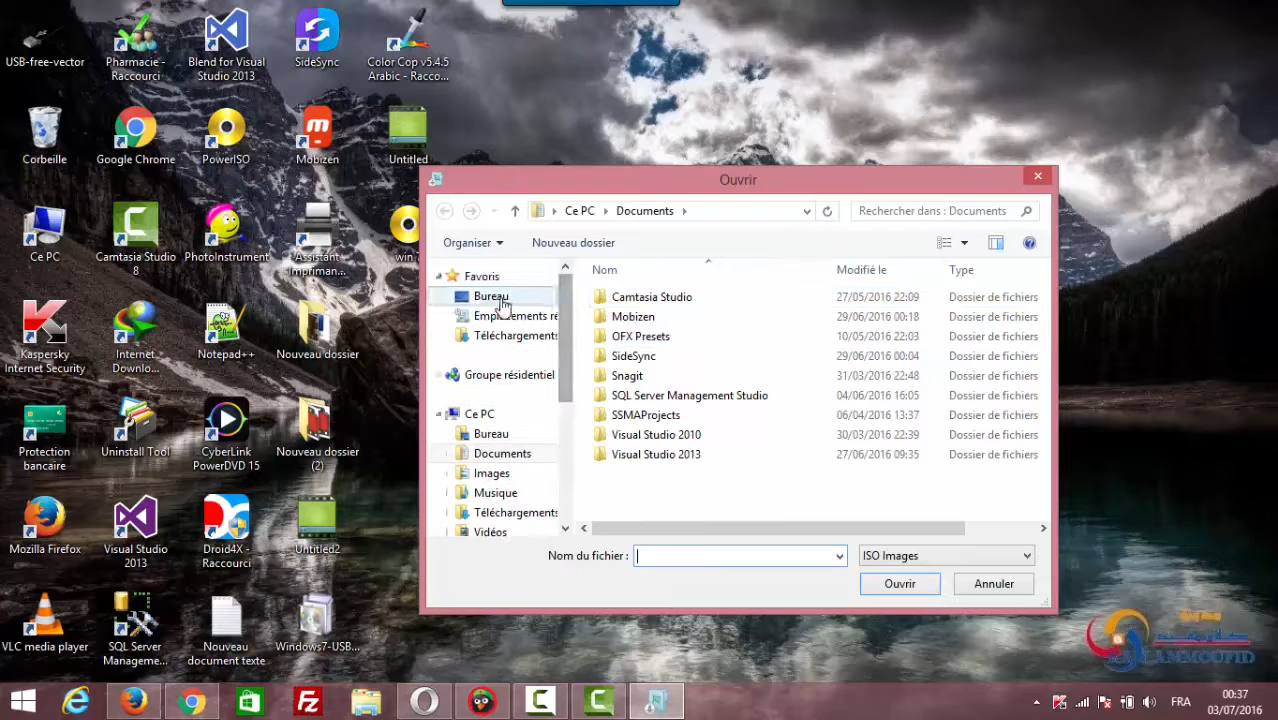 USB-free-vector
Pharmacie -
Raccourci
Blend for Visual
Studio 2013
SideSync
Color Cop v5.4.5
Arabic - Racco...
Corbeille
Google Chrome
PowerISO
Mobizen
Untitled
Ce PC
Camtasia Studio
8
PhotoInstrument
Assistant
Impriman...
win
Kaspersky
Internet Security
Internet
Downlo...
Notepad++
Nouveau dossier
Protection
bancaire
Uninstall Tool
CyberLink
PowerDVD 15
Nouveau dossier
(2)
Mozilla Firefox
Visual Studio
2013
Droid4X -
Raccourci
Untitled2
VLC media player
SQL Server
Manageme...
Nouveau
document texte
Windows7-USB...
Ouvrir
Ce PC
Documents
Rechercher dans : Documents
Organiser
Nouveau dossier
Favoris
Bureau
Emplacements ré
Téléchargements
Groupe résidentiel
Ce PC
Bureau
Documents
Images
Musique
Téléchargements
Vidéos
Nom Modifié le Type
Camtasia Studio 27/05/2016 22:09 Dossier de fichiers
Mobizen 29/06/2016 00:18 Dossier de fichiers
OFX Presets 10/05/2016 22:03 Dossier de fichiers
SideSync 29/06/2016 00:04 Dossier de fichiers
Snagit 31/03/2016 22:48 Dossier de fichiers
SQL Server Management Studio 04/06/2016 16:05 Dossier de fichiers
SSMAProjects 06/04/2016 13:37 Dossier de fichiers
Visual Studio 2010 30/03/2016 22:39 Dossier de fichiers
Visual Studio 2013 27/06/2016 09:35 Dossier de fichiers
Nom du fichier :
ISO Images
Ouvrir
Annuler
FRA
00:37
03/07/2016